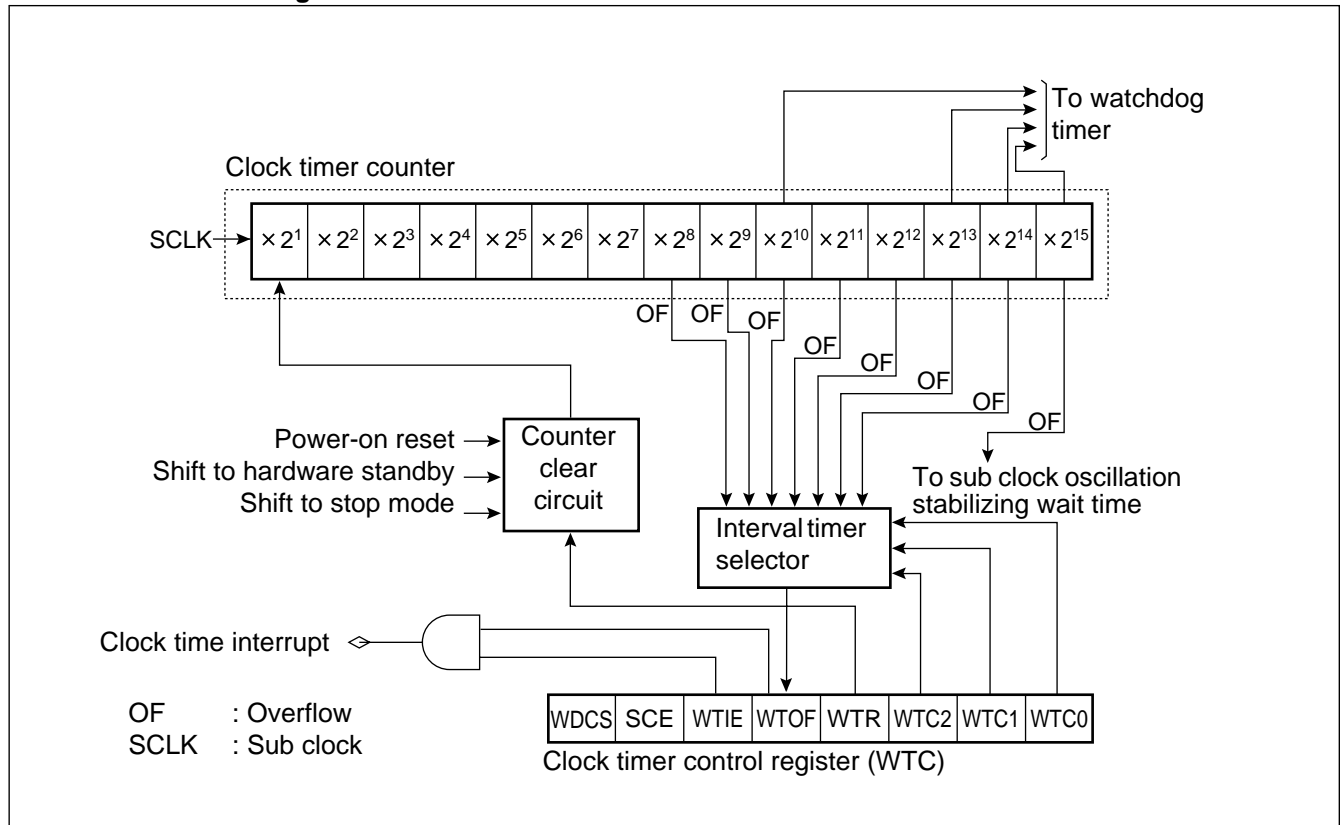 To watchdog
timer
Clock timer counter
SCLK
× 2¹ × 2² × 2³ × 2⁴ × 2⁵ × 2⁶ × 2⁷ × 2⁸ × 2⁹ × 2¹⁰ × 2¹¹ × 2¹² × 2¹³ × 2¹⁴ × 2¹⁵
OF OF OF
OF
OF
OF
OF
OF
Power-on reset
Shift to hardware standby
Shift to stop mode
Counter
clear
circuit
To sub clock oscillation
stabilizing wait time
Interval timer
selector
Clock time interrupt
WDCS SCE WTIE WTOF WTR WTC2 WTC1 WTC0
Clock timer control register (WTC)
OF : Overflow
SCLK : Sub clock